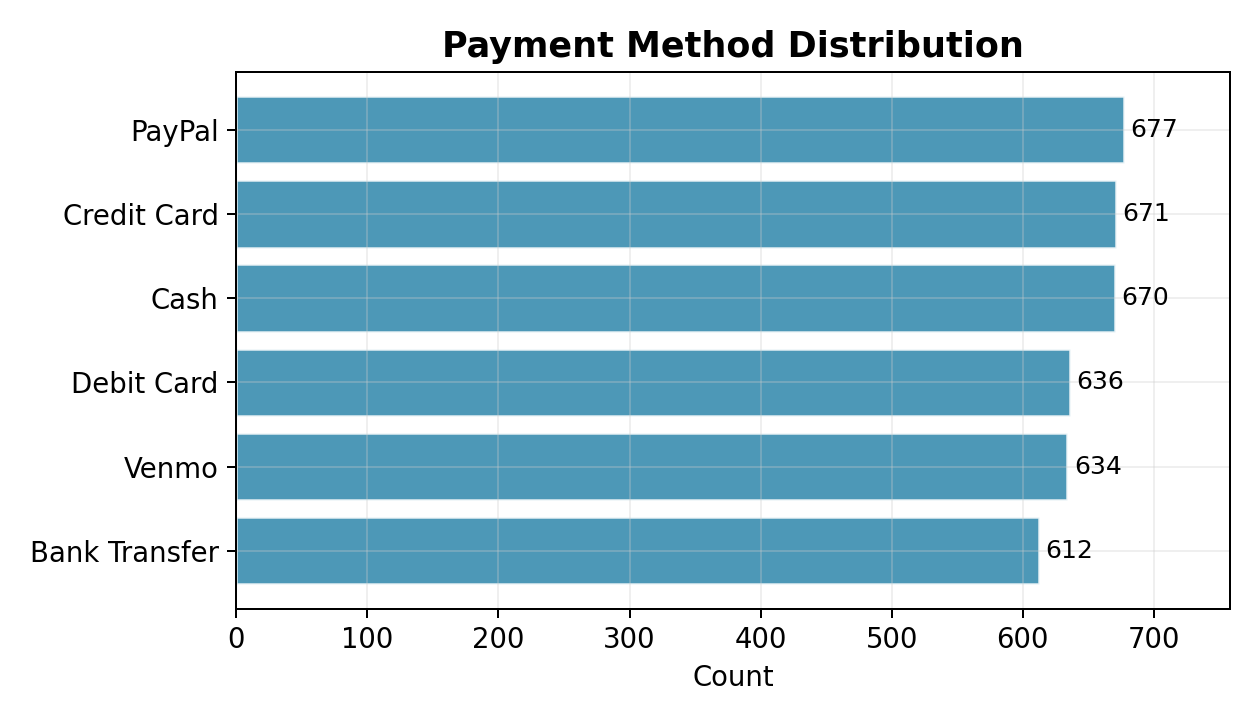 Payment Method Distribution
PayPal 677
Credit Card 671
Cash 670
Debit Card 636
Venmo 634
Bank Transfer 612
0 100 200 300 400 500 600 700
Count